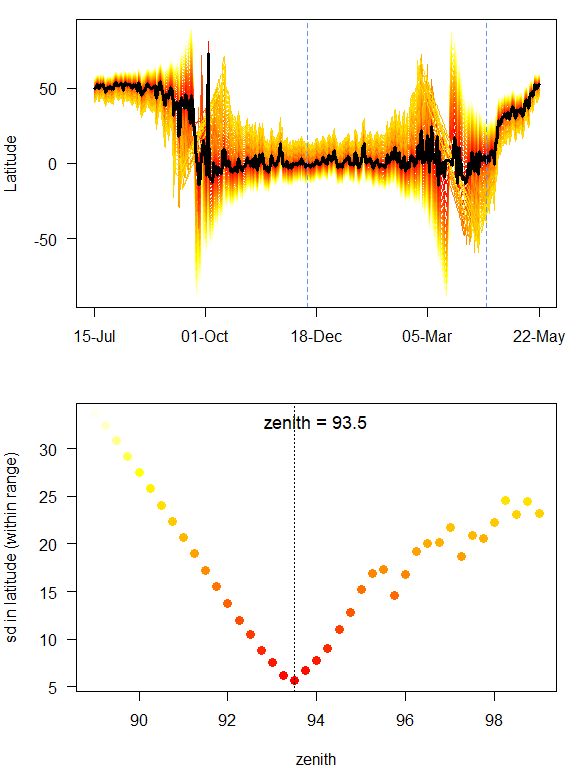 Latitude
50
0
-50
15-Jul 01-Oct 18-Dec 05-Mar 22-May
zenith = 93.5
sd in latitude (within range)
30
25
20
15
10
5
90 92 94 96 98
zenith